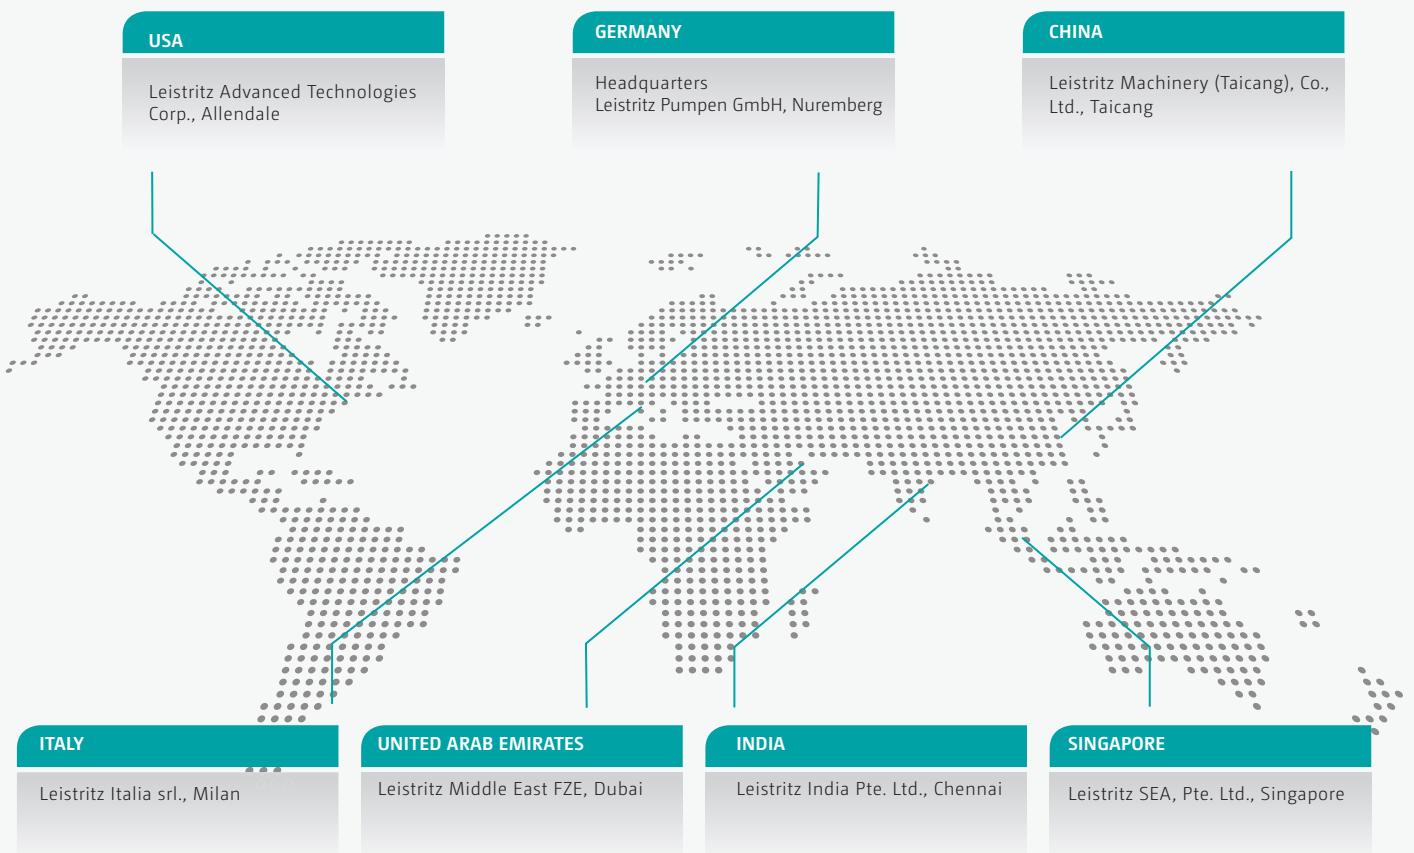 USA
Leistritz Advanced Technologies
Corp., Allendale
GERMANY
Headquarters
Leistritz Pumpen GmbH, Nuremberg
CHINA
Leistritz Machinery (Taicang), Co.,
Ltd., Taicang
ITALY
Leistritz Italia srl., Milan
UNITED ARAB EMIRATES
Leistritz Middle East FZE, Dubai
INDIA
Leistritz India Pte. Ltd., Chennai
SINGAPORE
Leistritz SEA, Pte. Ltd., Singapore